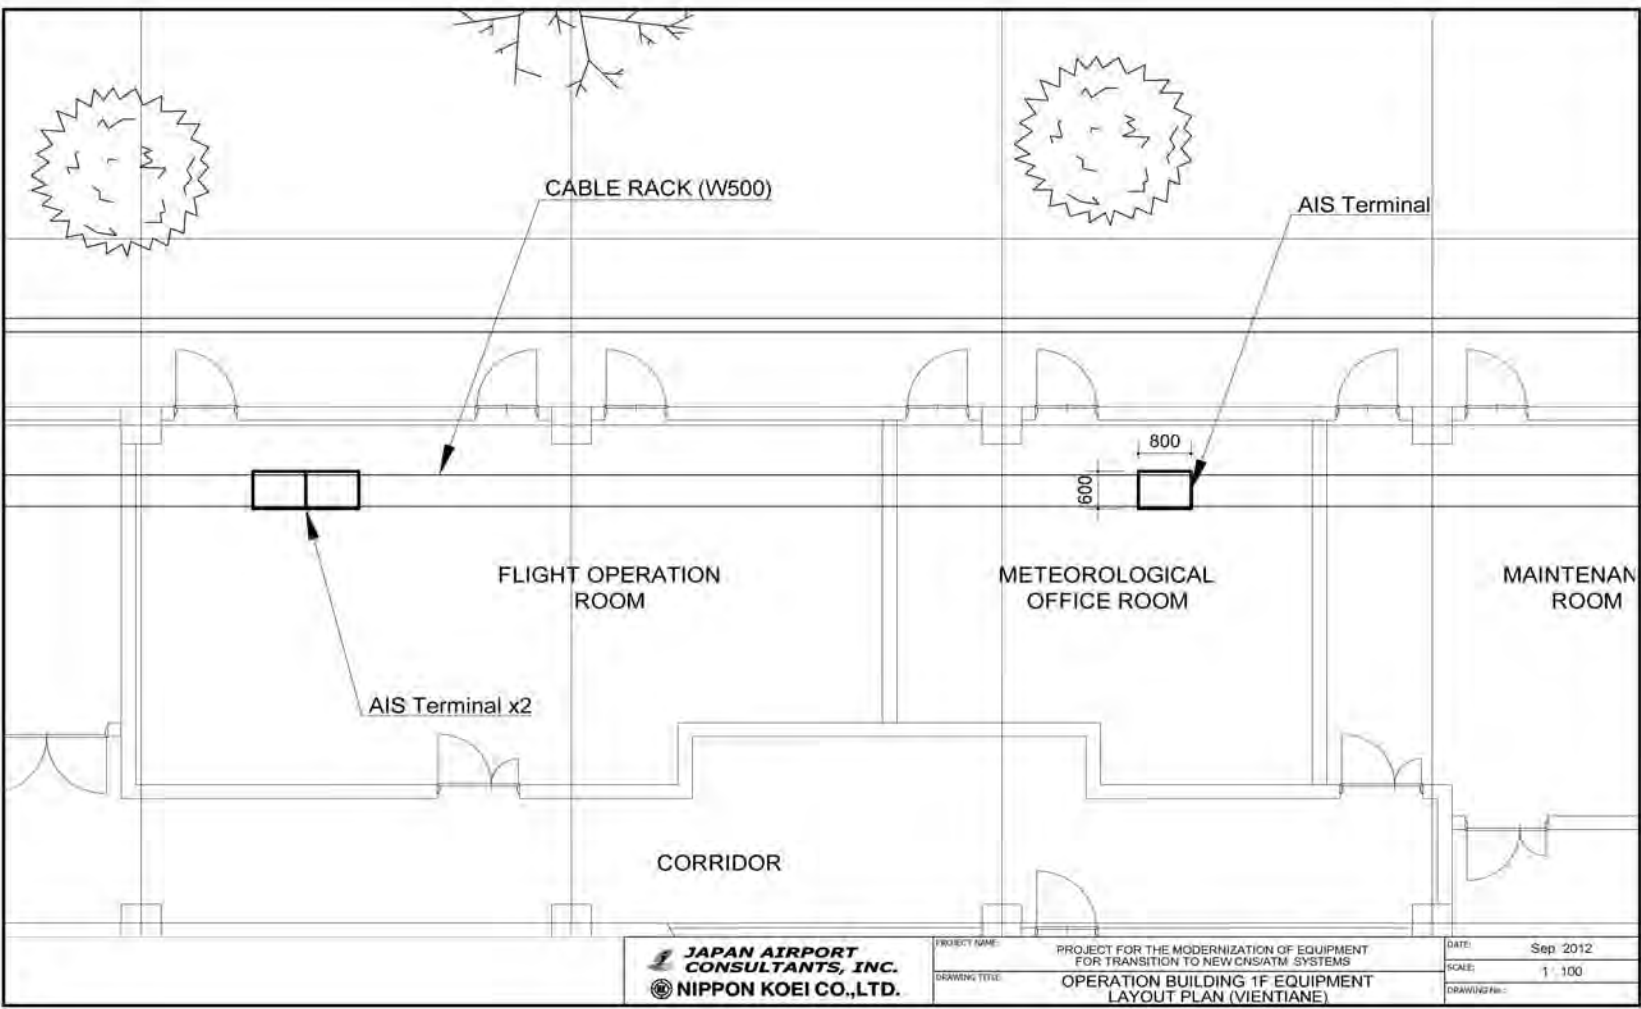 CABLE RACK (W500)
AIS Terminal
800
600
FLIGHT OPERATION
ROOM
METEOROLOGICAL
OFFICE ROOM
MAINTENAN
ROOM
AIS Terminal x2
CORRIDOR
JAPAN AIRPORT
CONSULTANTS, INC.
NIPPON KOEI CO.,LTD.
PROJECT NAME:
PROJECT FOR THE MODERNIZATION OF EQUIPMENT
FOR TRANSITION TO NEW CNS/ATM SYSTEMS
DRAWING TITLE:
OPERATION BUILDING 1F EQUIPMENT
LAYOUT PLAN (VIENTIANE)
DATE:
Sep. 2012
SCALE:
1 : 100
DRAWING No.: